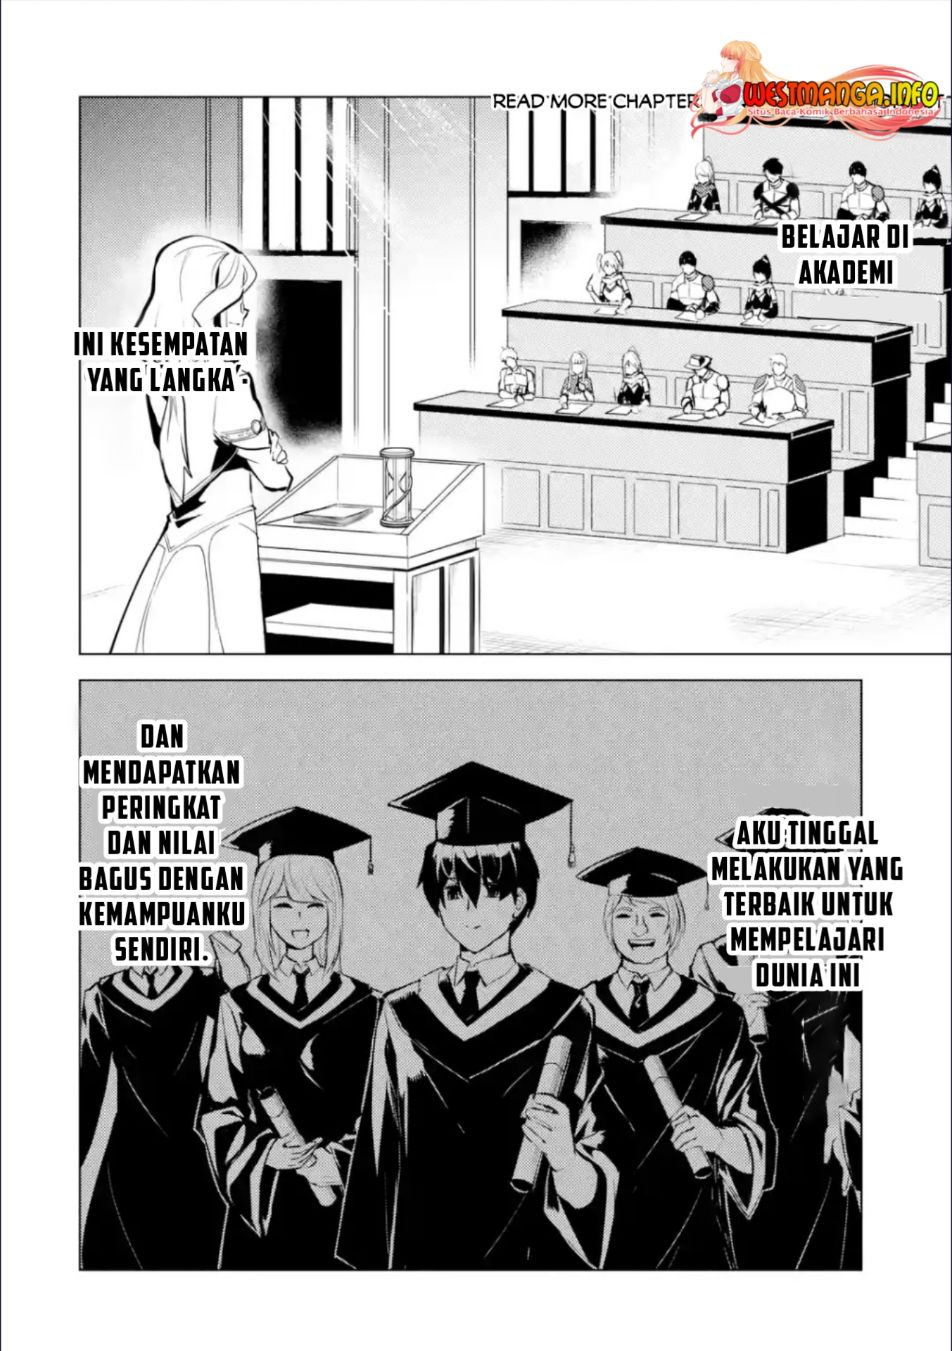 READ MORE CHAPTER
WESTMANGA.INFO
Situs Baca Komik Berbahasa Indonesia
BELAJAR DI
AKADEMI
INI KESEMPATAN
YANG LANGKA
AKU TINGGAL
MELAKUKAN YANG
TERBAIK UNTUK
MEMPELAJARI
DUNIA INI
DAN
MENDAPATKAN
PERINGKAT
DAN NILAI
BAGUS DENGAN
KEMAMPUANKU
SENDIRI.